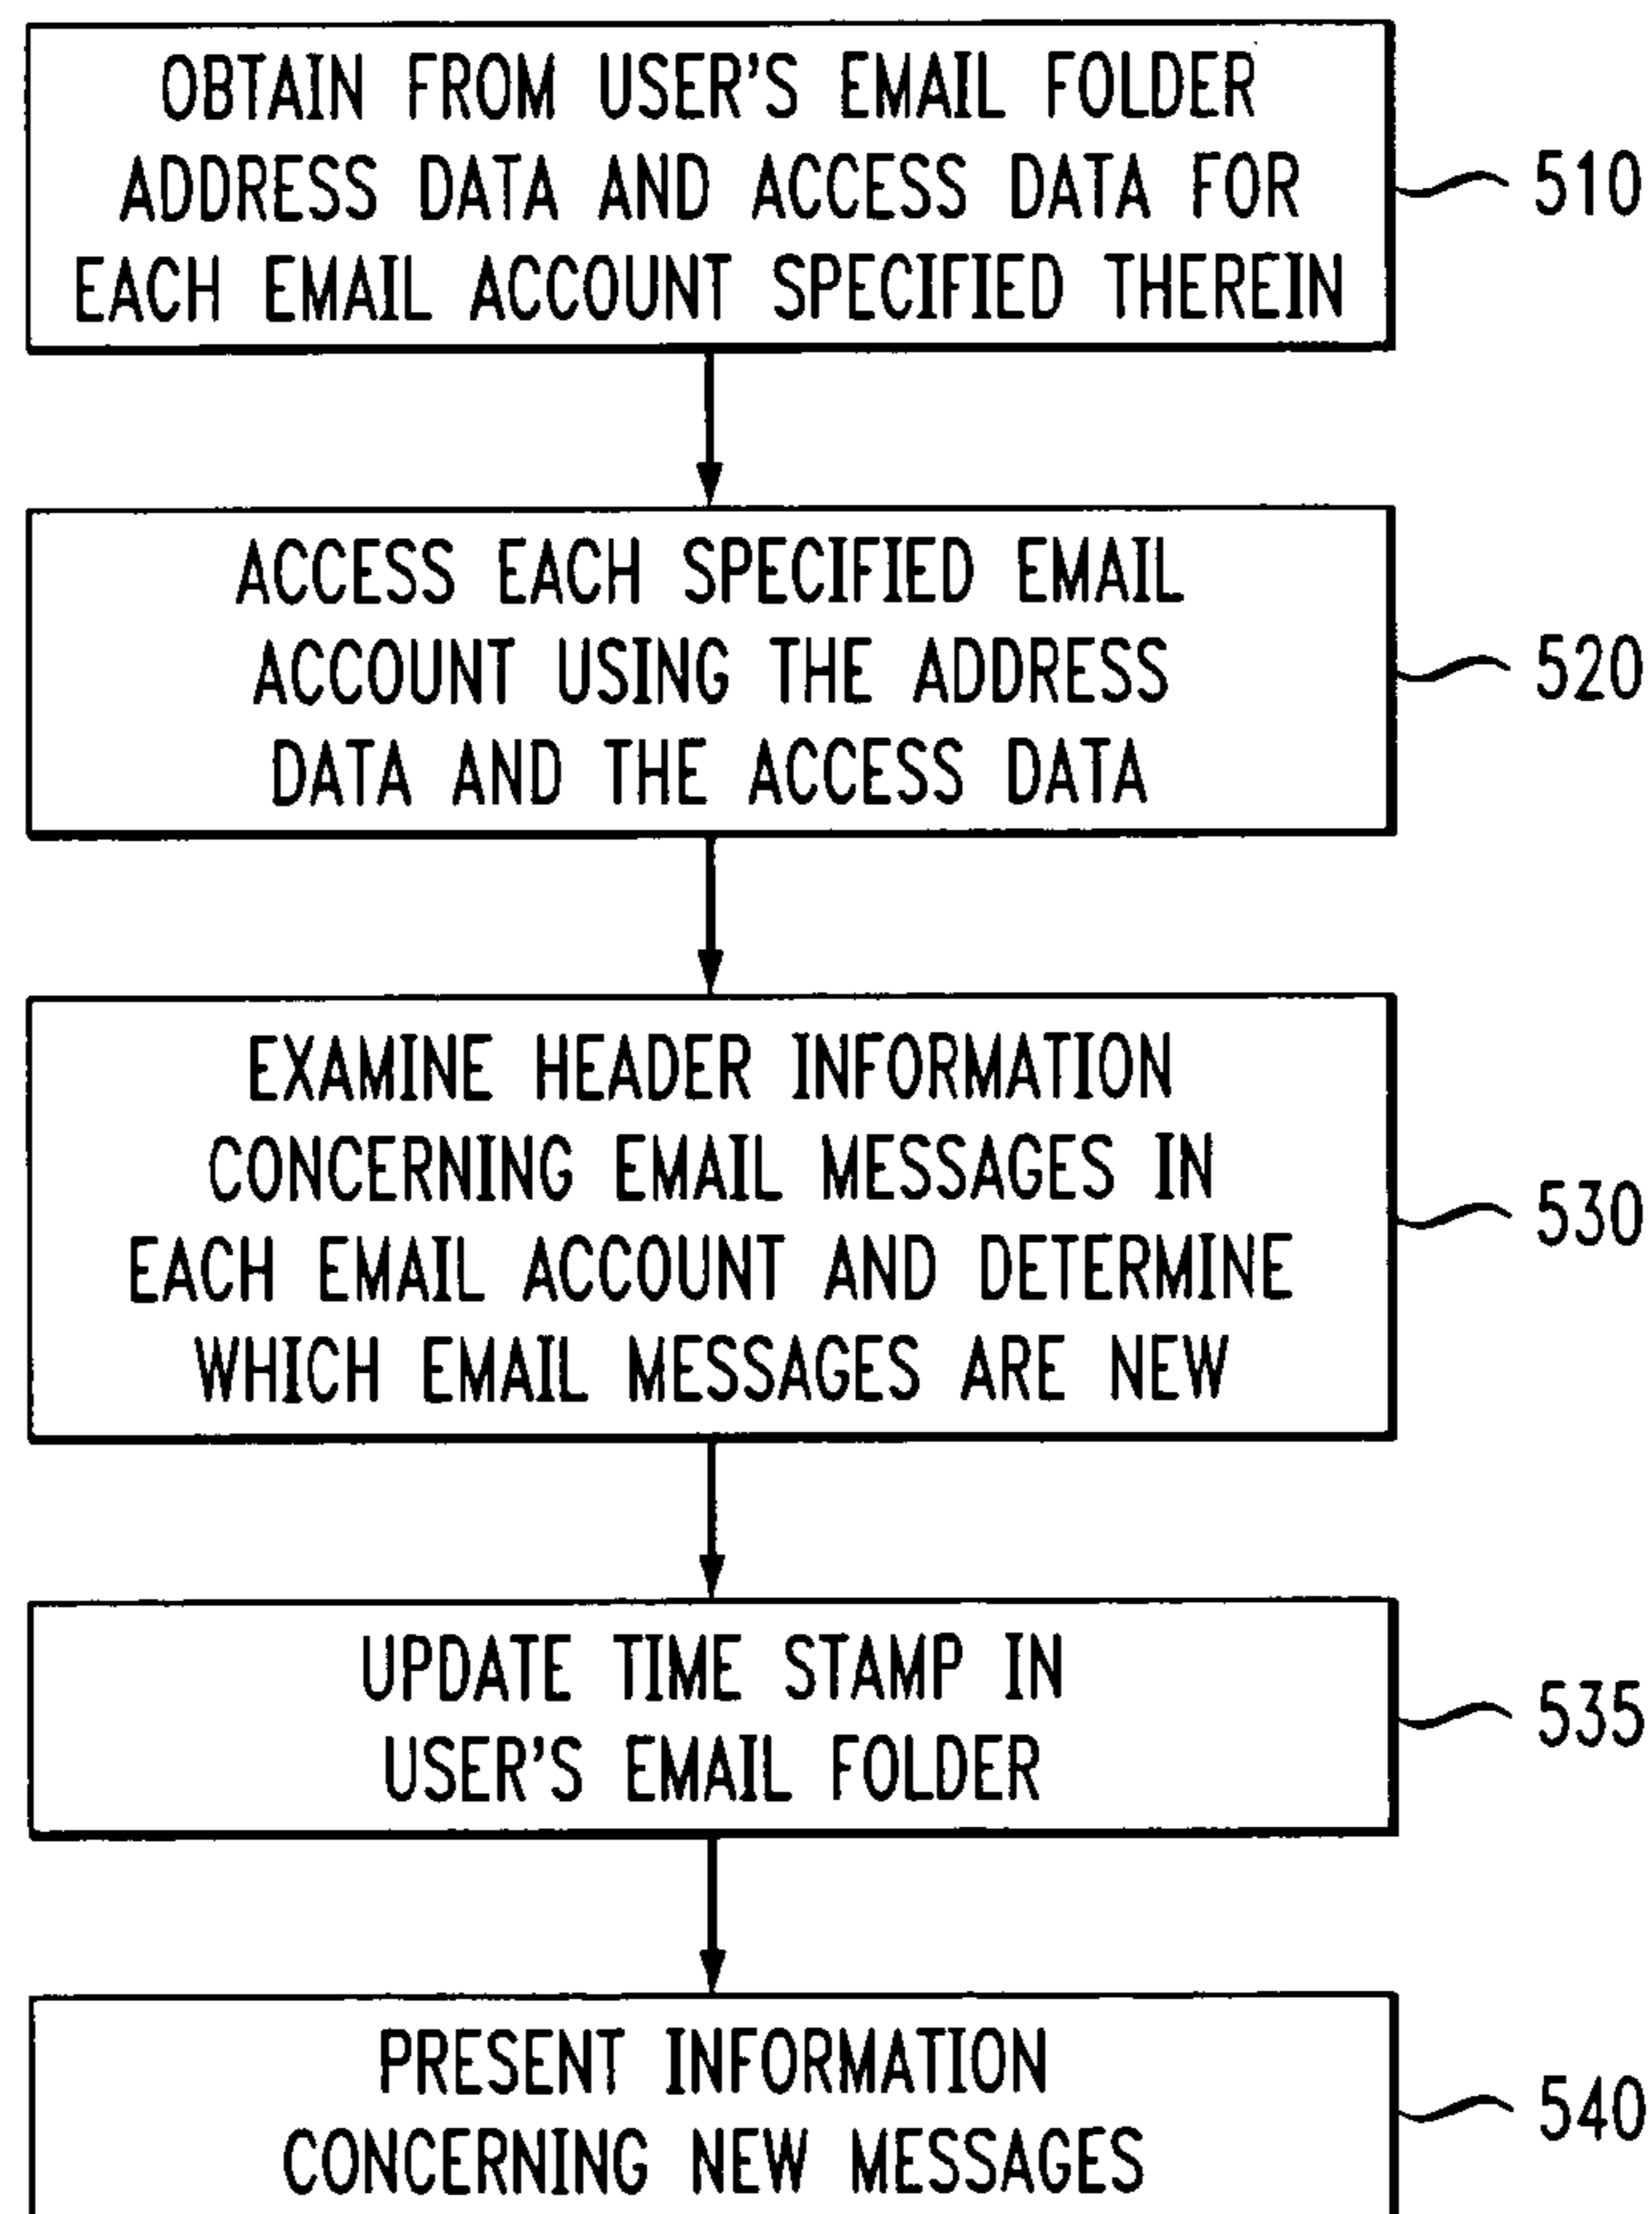 OBTAIN FROM USER'S EMAIL FOLDER
ADDRESS DATA AND ACCESS DATA FOR
EACH EMAIL ACCOUNT SPECIFIED THEREIN
510
ACCESS EACH SPECIFIED EMAIL
ACCOUNT USING THE ADDRESS
DATA AND THE ACCESS DATA
520
EXAMINE HEADER INFORMATION
CONCERNING EMAIL MESSAGES IN
EACH EMAIL ACCOUNT AND DETERMINE
WHICH EMAIL MESSAGES ARE NEW
530
UPDATE TIME STAMP IN
USER'S EMAIL FOLDER
535
PRESENT INFORMATION
CONCERNING NEW MESSAGES
540